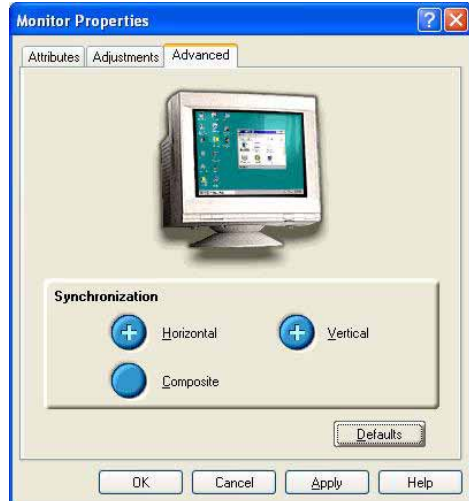 Monitor Properties
Attributes Adjustments Advanced
Synchronization
Horizontal Vertical
Composite
Defaults
OK Cancel Apply Help